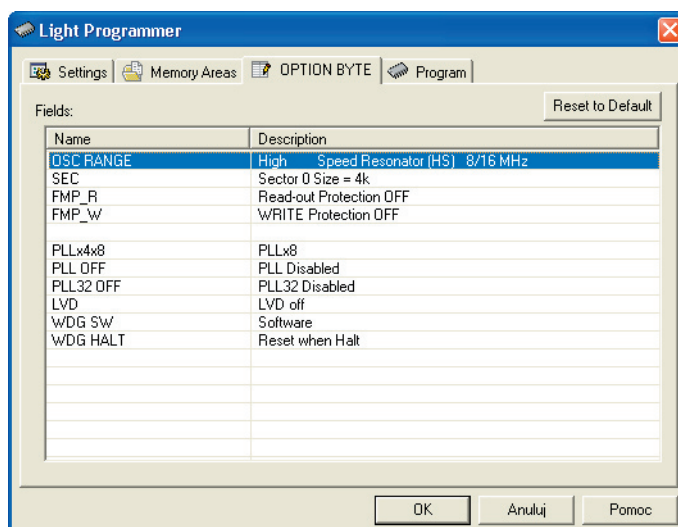 Light Programmer
Settings Memory Areas OPTION BYTE Program
Fields: Reset to Default
Name Description
OSC RANGE High Speed Resonator (HS) 8/16 MHz
SEC Sector 0 Size = 4k
FMP_R Read-out Protection OFF
FMP_W WRITE Protection OFF
PLLx4x8 PLLx8
PLL OFF PLL Disabled
PLL32 OFF PLL32 Disabled
LVD LVD off
WDG SW Software
WDG HALT Reset when Halt
OK Anuluj Pomoc